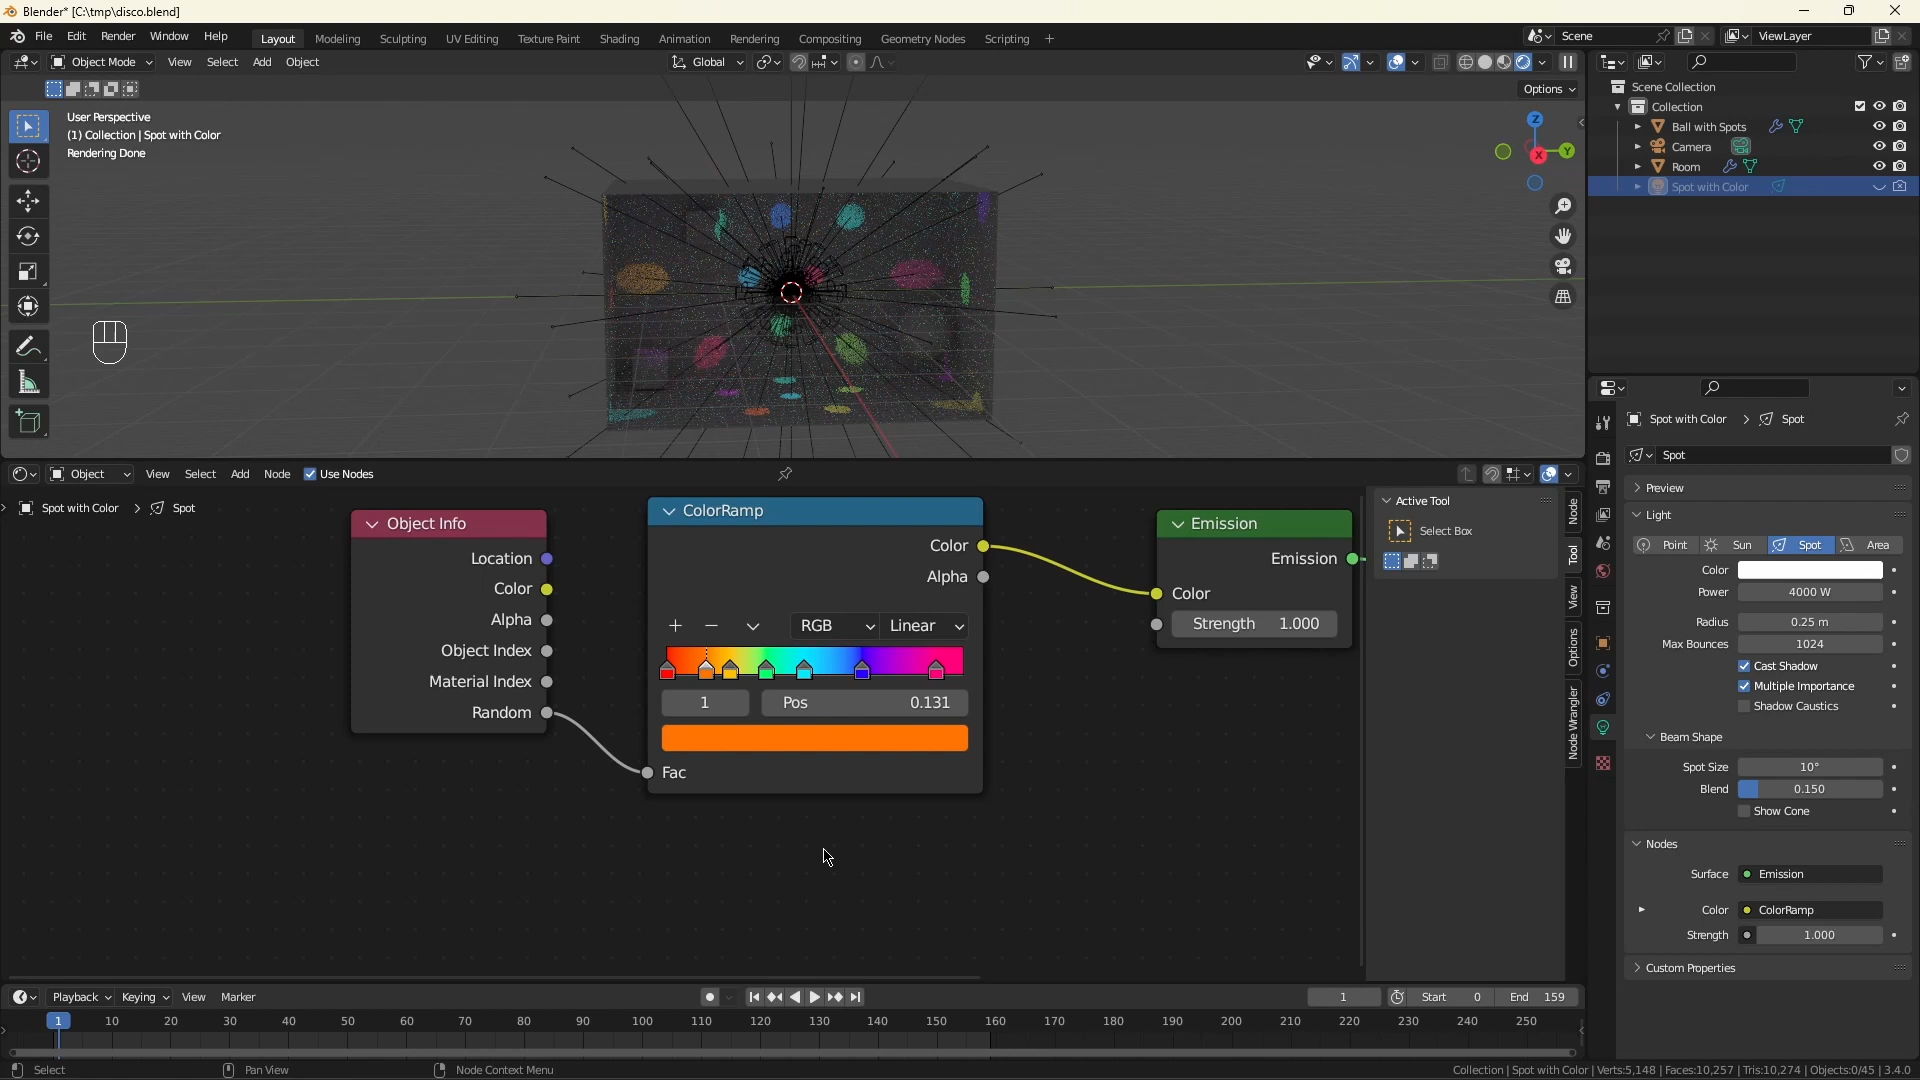 Blender* [C:\tmp\disco.blend]
File Edit Render Window Help Layout Modeling Sculpting UV Editing Texture Paint Shading Animation Rendering Compositing Geometry Nodes Scripting + Scene ViewLayer
Object Mode View Select Add Object Global
Options
User Perspective
(1) Collection | Spot with Color
Rendering Done
Z
Y
X
Scene Collection
Collection
Ball with Spots
Camera
Room
Spot with Color
Object View Select Add Node Use Nodes
Spot with Color > Spot
Object Info
Location
Color
Alpha
Object Index
Material Index
Random
ColorRamp
Color
Alpha
+ − RGB Linear
1 Pos 0.131
Fac
Emission
Emission
Color
Strength 1.000
Active Tool
Select Box
Node
Tool
View
Options
Node Wrangler
Spot with Color > Spot
Spot
Preview
Light
Point Sun Spot Area
Color
Power 4000 W
Radius 0.25 m
Max Bounces 1024
Cast Shadow
Multiple Importance
Shadow Caustics
Beam Shape
Spot Size 10°
Blend 0.150
Show Cone
Nodes
Surface Emission
Color ColorRamp
Strength 1.000
Custom Properties
Playback Keying View Marker 1 Start 0 End 159
1 10 20 30 40 50 60 70 80 90 100 110 120 130 140 150 160 170 180 190 200 210 220 230 240 250
Select Pan View Node Context Menu Collection | Spot with Color | Verts:5,148 | Faces:10,257 | Tris:10,274 | Objects:0/45 | 3.4.0